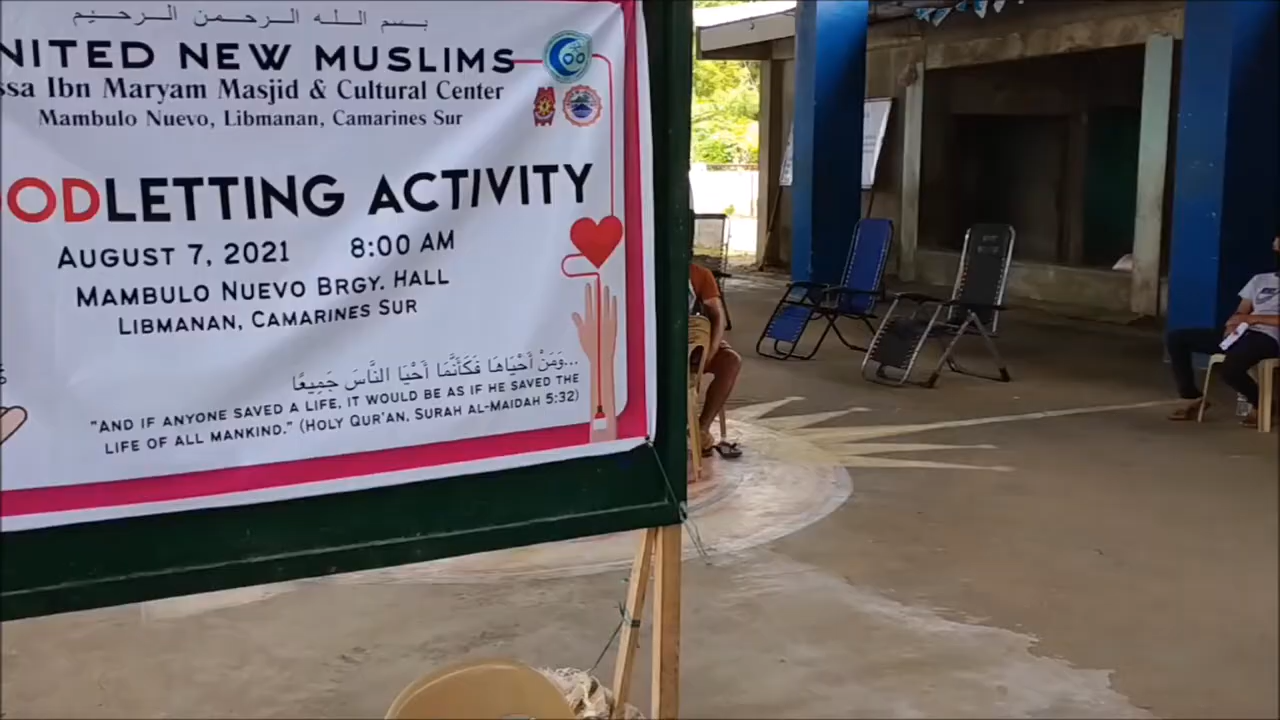 بسم الله الرحمن الرحيم
NITED NEW MUSLIMS
ssa Ibn Maryam Masjid & Cultural Center
Mambulo Nuevo, Libmanan, Camarines Sur
ODLETTING ACTIVITY
AUGUST 7, 2021 8:00 AM
MAMBULO NUEVO BRGY. HALL
LIBMANAN, CAMARINES SUR
...وَمَنْ أَحْيَاهَا فَكَأَنَّمَا أَحْيَا النَّاسَ جَمِيعًا
"AND IF ANYONE SAVED A LIFE, IT WOULD BE AS IF HE SAVED THE
LIFE OF ALL MANKIND." (HOLY QUR'AN, SURAH AL-MAIDAH 5:32)